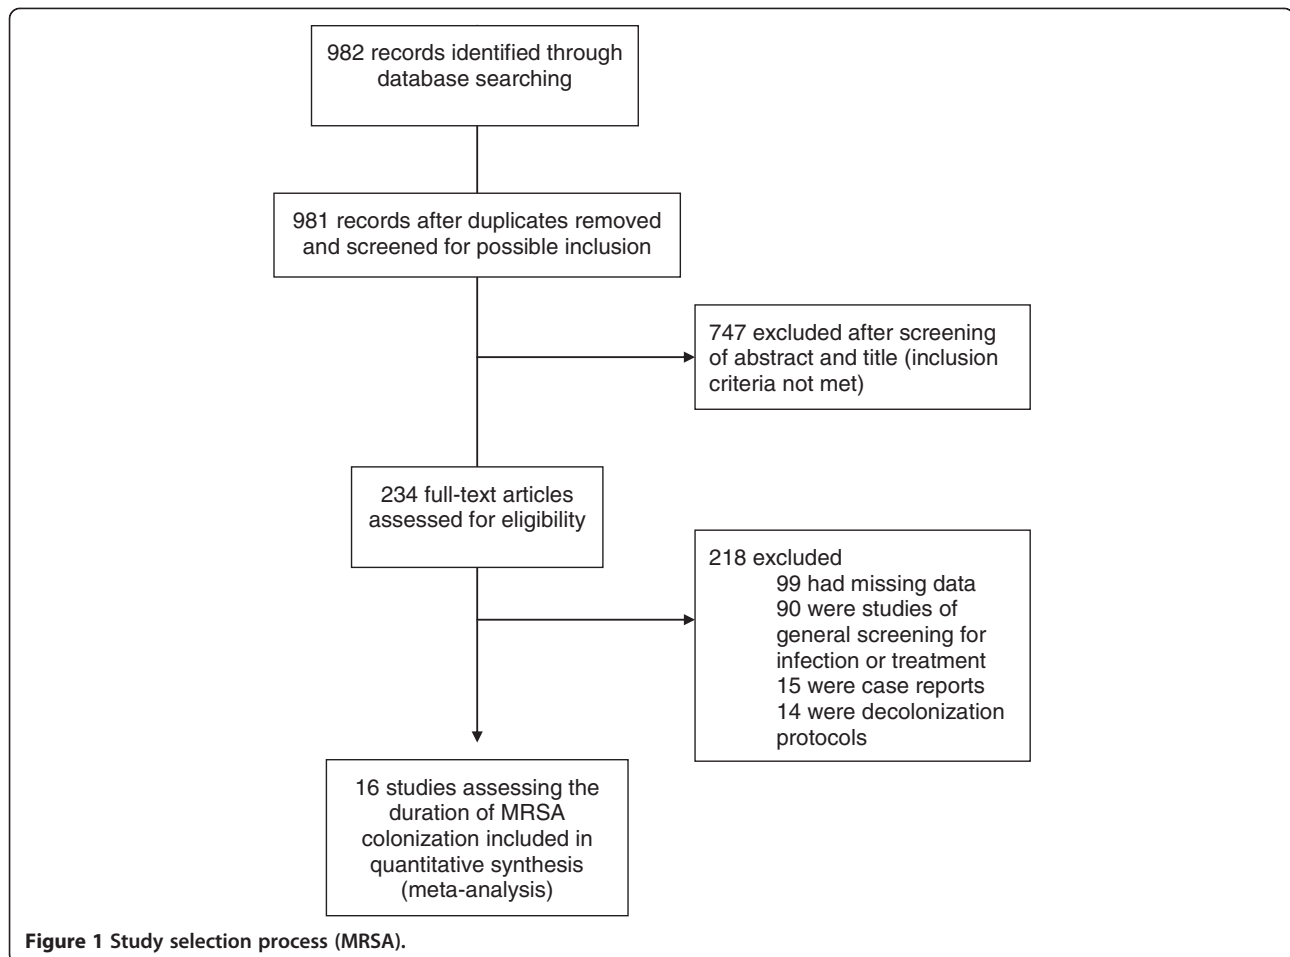 982 records identified through
database searching
981 records after duplicates removed
and screened for possible inclusion
747 excluded after screening
of abstract and title (inclusion
criteria not met)
234 full-text articles
assessed for eligibility
218 excluded
99 had missing data
90 were studies of
general screening for
infection or treatment
15 were case reports
14 were decolonization
protocols
16 studies assessing the
duration of MRSA
colonization included in
quantitative synthesis
(meta-analysis)
Figure 1 Study selection process (MRSA).